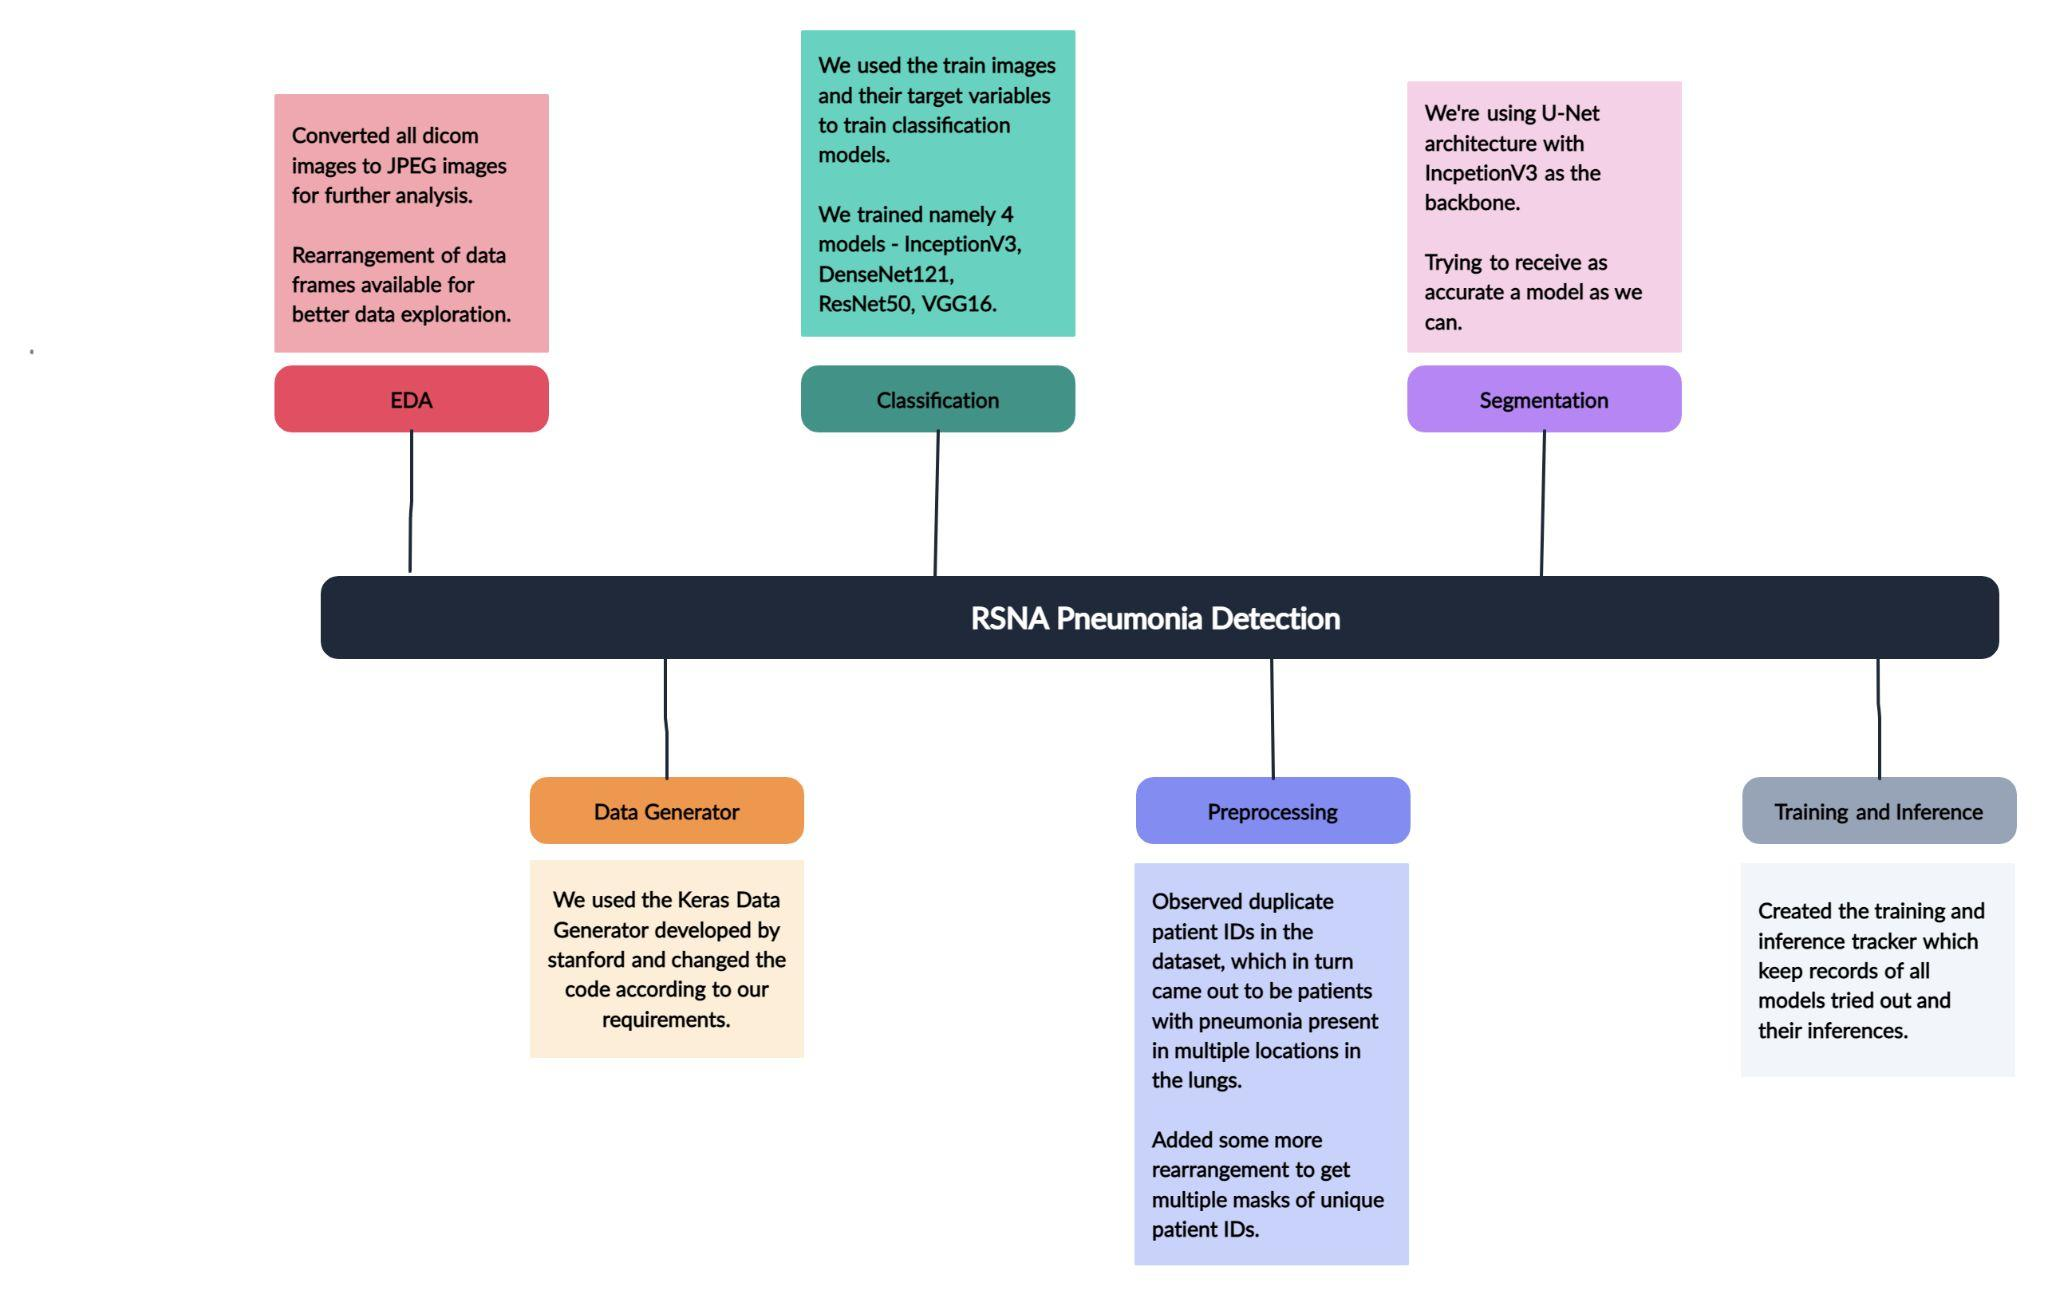 We used the train images
and their target variables
to train classification
models.
We trained namely 4
models - InceptionV3,
DenseNet121,
ResNet50, VGG16.
Converted all dicom
images to JPEG images
for further analysis.
Rearrangement of data
frames available for
better data exploration.
We're using U-Net
architecture with
IncpetionV3 as the
backbone.
Trying to receive as
accurate a model as we
can.
EDA
Classification
Segmentation
RSNA Pneumonia Detection
Data Generator
Preprocessing
Training and Inference
We used the Keras Data
Generator developed by
stanford and changed the
code according to our
requirements.
Observed duplicate
patient IDs in the
dataset, which in turn
came out to be patients
with pneumonia present
in multiple locations in
the lungs.
Added some more
rearrangement to get
multiple masks of unique
patient IDs.
Created the training and
inference tracker which
keep records of all
models tried out and
their inferences.